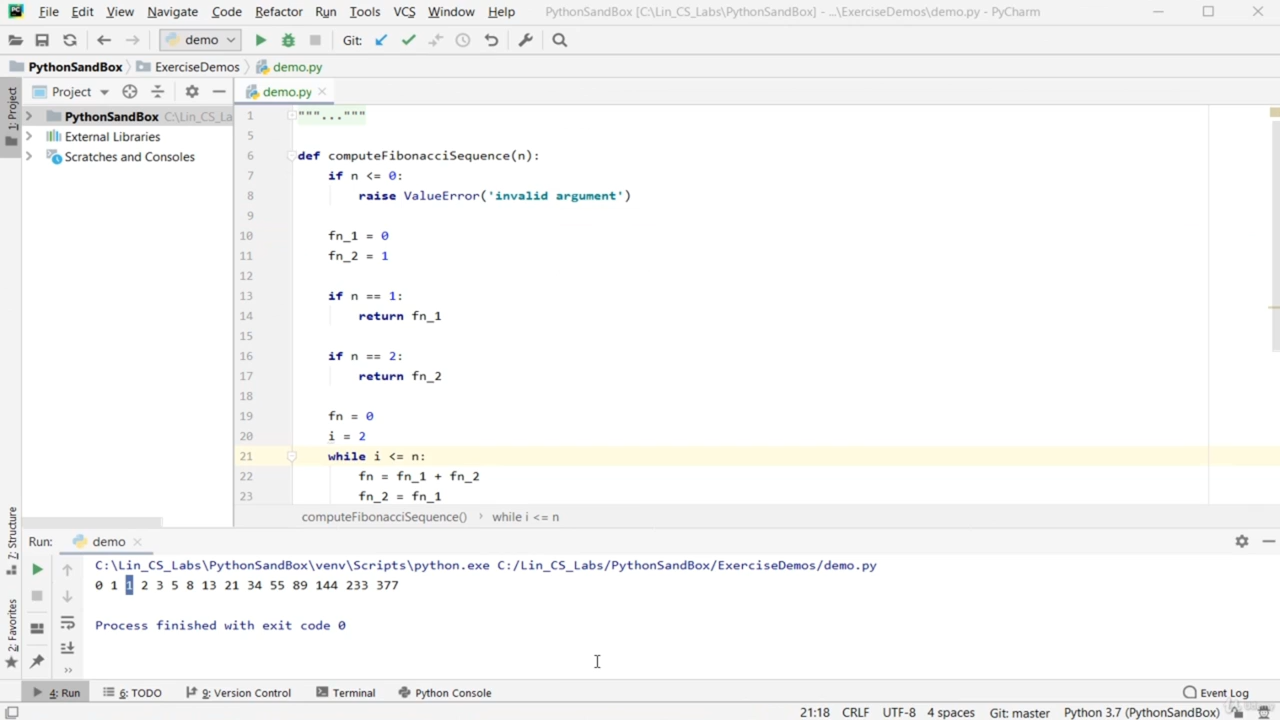 File Edit View Navigate Code Refactor Run Tools VCS Window Help PythonSandBox [C:\Lin_CS_Labs\PythonSandBox] - ...\ExerciseDemos\demo.py - PyCharm
demo Git:
PythonSandBox ExerciseDemos demo.py
1: Project
Project demo.py
PythonSandBox C:\Lin_CS_La
External Libraries
Scratches and Consoles
1 """..."""
5
6 def computeFibonacciSequence(n):
7 if n <= 0:
8 raise ValueError('invalid argument')
9
10 fn_1 = 0
11 fn_2 = 1
12
13 if n == 1:
14 return fn_1
15
16 if n == 2:
17 return fn_2
18
19 fn = 0
20 i = 2
21 while i <= n:
22 fn = fn_1 + fn_2
23 fn_2 = fn_1
computeFibonacciSequence() while i <= n
7: Structure
2: Favorites
Run: demo
C:\Lin_CS_Labs\PythonSandBox\venv\Scripts\python.exe C:/Lin_CS_Labs/PythonSandBox/ExerciseDemos/demo.py
0 1 1 2 3 5 8 13 21 34 55 89 144 233 377
Process finished with exit code 0
4: Run 6: TODO 9: Version Control Terminal Python Console Event Log
21:18 CRLF UTF-8 4 spaces Git: master Python 3.7 (PythonSandBox)